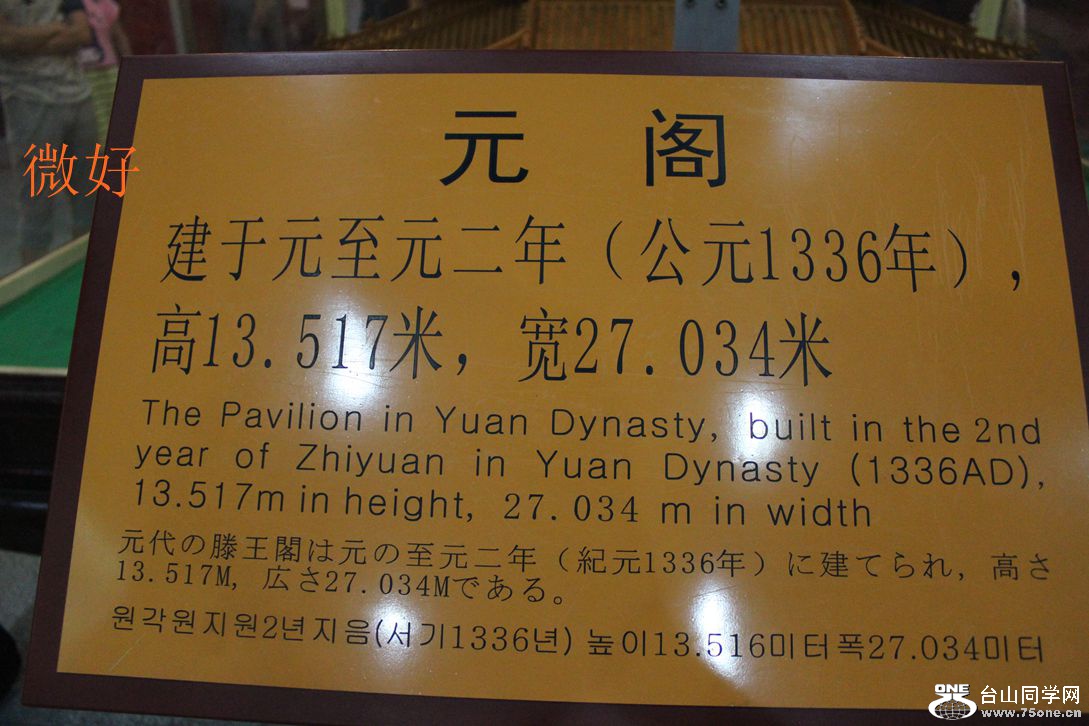 微好
元 阁
建于元至元二年（公元1336年），
高13.517米，宽27.034米
The Pavilion in Yuan Dynasty, built in the 2nd
year of Zhiyuan in Yuan Dynasty (1336AD),
13.517m in height, 27.034 m in width
元代の滕王閣は元の至元二年（紀元1336年）に建てられ, 高さ
13.517M, 広さ27.034Mである。
원각원지원2년지음(서기1336년) 높이13.516미터폭27.034미터
ONE 台山同学网
www.75one.cn